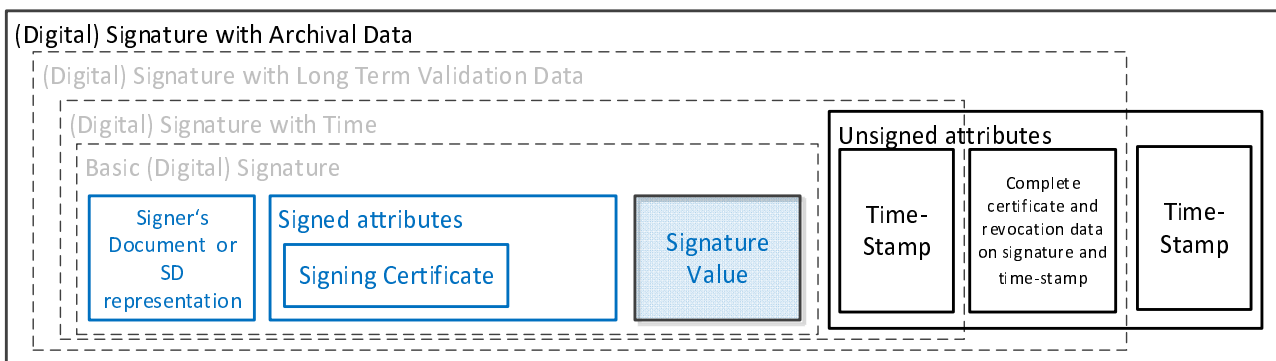 (Digital) Signature with Archival Data
(Digital) Signature with Long Term Validation Data
(Digital) Signature with Time
Basic (Digital) Signature
Signer‘s
Document or
SD
representation
Signed attributes
Signing Certificate
Signature
Value
Unsigned attributes
Time-
Stamp
Complete
certificate and
revocation data
on signature and
time-stamp
Time-
Stamp